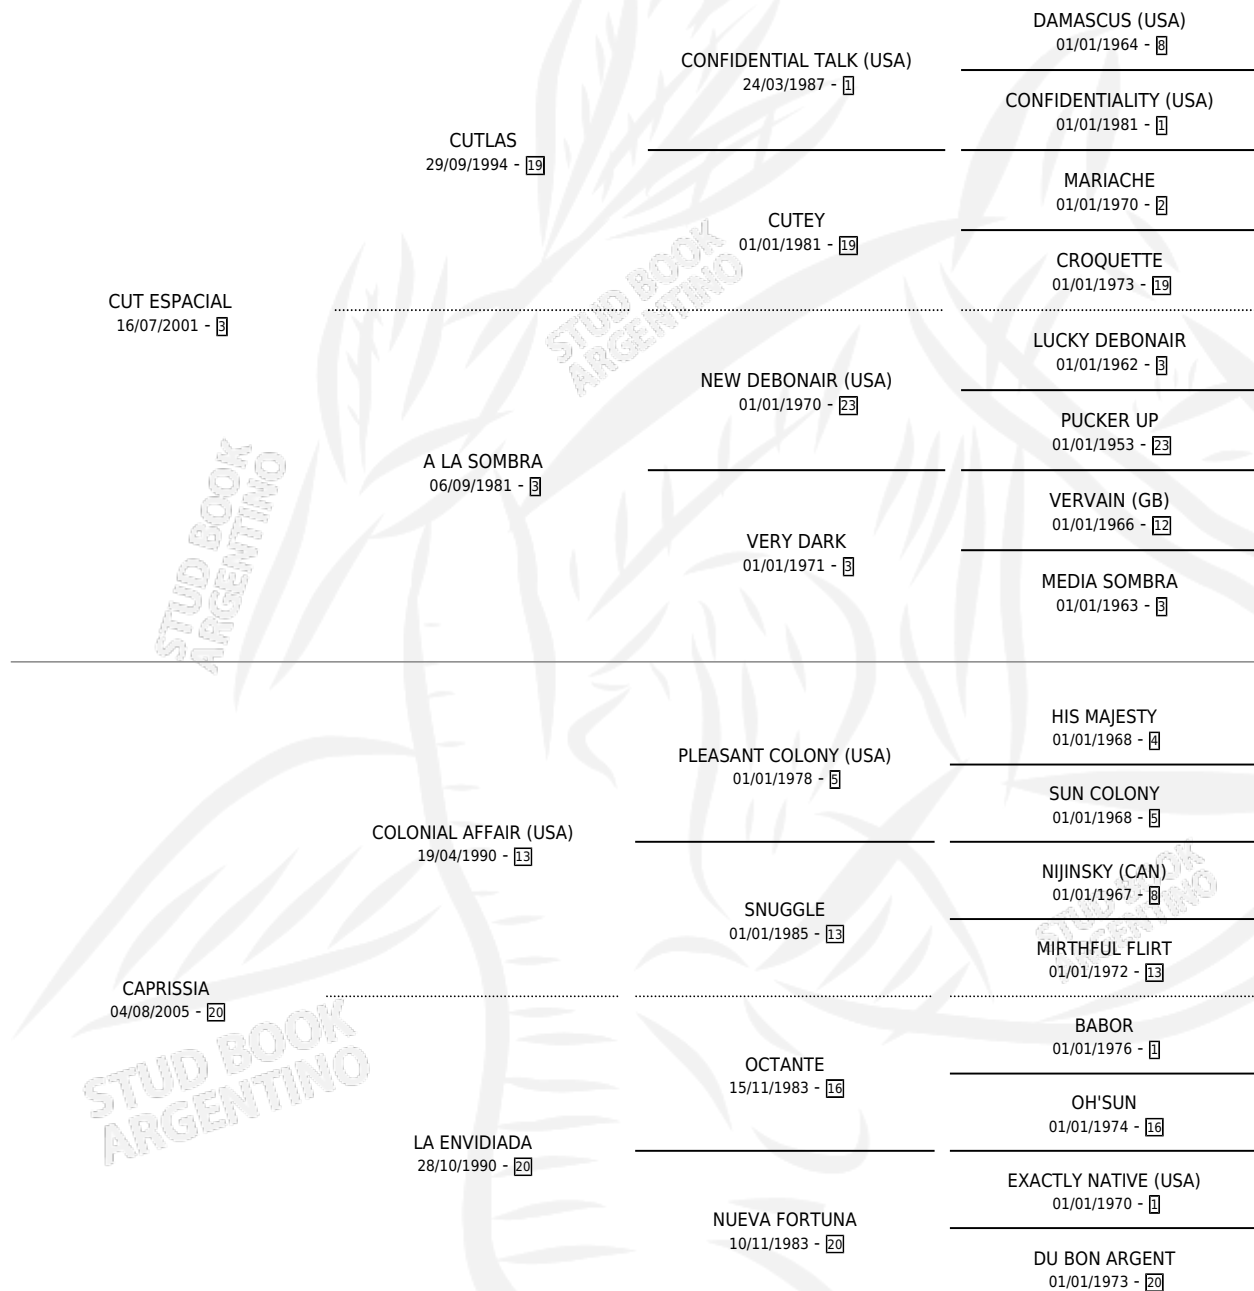 DAMASCUS (USA)
01/01/1964 - 8
CONFIDENTIAL TALK (USA)
24/03/1987 - 1
CONFIDENTIALITY (USA)
01/01/1981 - 1
CUTLAS
29/09/1994 - 19
MARIACHE
01/01/1970 - 2
CUTEY
01/01/1981 - 19
CROQUETTE
01/01/1973 - 19
CUT ESPACIAL
16/07/2001 - 3
STUD BOOK
ARGENTINO
LUCKY DEBONAIR
01/01/1962 - 3
NEW DEBONAIR (USA)
01/01/1970 - 23
PUCKER UP
01/01/1953 - 23
A LA SOMBRA
06/09/1981 - 3
VERVAIN (GB)
01/01/1966 - 12
VERY DARK
01/01/1971 - 3
MEDIA SOMBRA
01/01/1963 - 3
STUD BOOK
ARGENTINO
HIS MAJESTY
01/01/1968 - 4
PLEASANT COLONY (USA)
01/01/1978 - 5
SUN COLONY
01/01/1968 - 5
COLONIAL AFFAIR (USA)
19/04/1990 - 13
NIJINSKY (CAN)
01/01/1967 - 8
SNUGGLE
01/01/1985 - 13
MIRTHFUL FLIRT
01/01/1972 - 13
STUD BOOK
ARGENTINO
CAPRISSIA
04/08/2005 - 20
BABOR
01/01/1976 - 1
OCTANTE
15/11/1983 - 16
OH'SUN
01/01/1974 - 16
STUD BOOK
ARGENTINO
LA ENVIDIADA
28/10/1990 - 20
EXACTLY NATIVE (USA)
01/01/1970 - 1
NUEVA FORTUNA
10/11/1983 - 20
DU BON ARGENT
01/01/1973 - 20